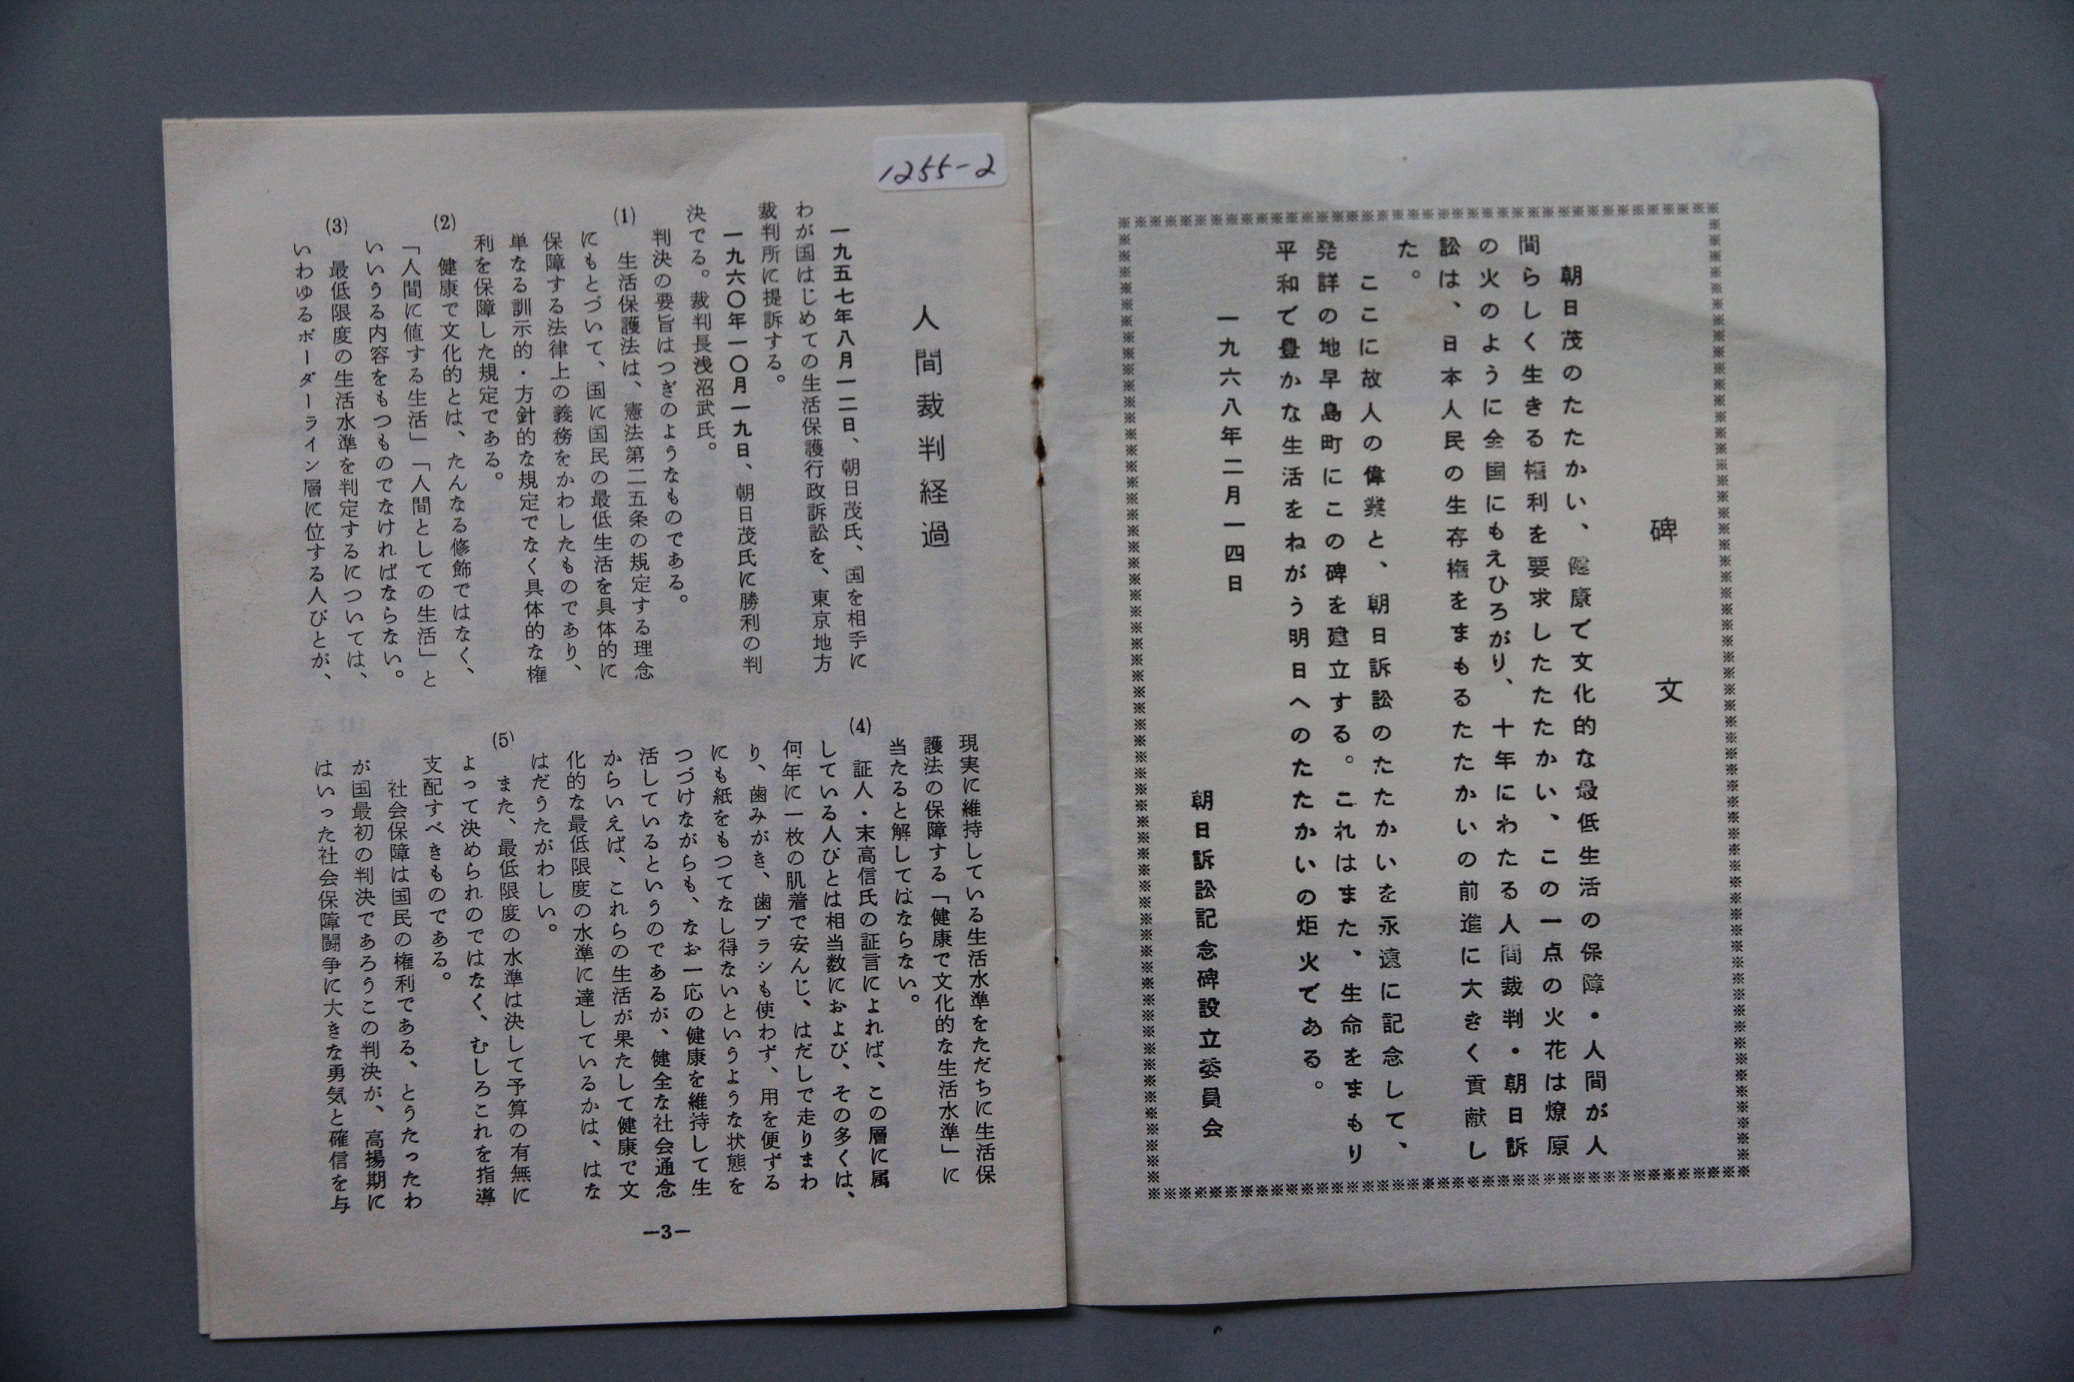 碑文
朝日茂のたたかい、健康で文化的な最低生活の保障・人間が人
間らしく生きる権利を要求したたたかい、この一点の火花は燎原
の火のように全国にもえひろがり、十年にわたる人間裁判・朝日訴
訟は、日本人民の生存権をまもるたたかいの前進に大きく貢献し
た。
ここに故人の偉業と、朝日訴訟のたたかいを永遠に記念して、
発詳の地早島町にこの碑を建立する。これはまた、生命をまもり
平和で豊かな生活をねがう明日へのたたかいの炬火である。
一九六八年二月一四日
朝日訴訟記念碑設立委員会
1255-2
人間裁判経過
一九五七年八月一二日、朝日茂氏、国を相手に
わが国はじめての生活保護行政訴訟を、東京地方
裁判所に提訴する。
一九六〇年一〇月一九日、朝日茂氏に勝利の判
決でる。裁判長浅沼武氏。
判決の要旨はつぎのようなものである。
(1) 生活保護法は、憲法第二五条の規定する理念
にもとづいて、国に国民の最低生活を具体的に
保障する法律上の義務をかわしたものであり、
単なる訓示的・方針的な規定でなく具体的な権
利を保障した規定である。
(2) 健康で文化的とは、たんなる修飾ではなく、
「人間に値する生活」「人間としての生活」と
いいうる内容をもつものでなければならない。
(3) 最低限度の生活水準を判定するについては、
いわゆるボーダーライン層に位する人びとが、
現実に維持している生活水準をただちに生活保
護法の保障する「健康で文化的な生活水準」に
当たると解してはならない。
(4) 証人・末高信氏の証言によれば、この層に属
している人びとは相当数におよび、その多くは、
何年に一枚の肌着で安んじ、はだしで走りまわ
り、歯みがき、歯ブラシも使わず、用を便ずる
にも紙をもつてなし得ないというような状態を
つづけながらも、なお一応の健康を維持して生
活しているというのであるが、健全な社会通念
からいえば、これらの生活が果たして健康で文
化的な最低限度の水準に達しているかは、はな
はだうたがわしい。
(5) また、最低限度の水準は決して予算の有無に
よって決められのではなく、むしろこれを指導
支配すべきものである。
社会保障は国民の権利である、とうたったわ
が国最初の判決であろうこの判決が、高揚期に
はいった社会保障闘争に大きな勇気と確信を与
—3—